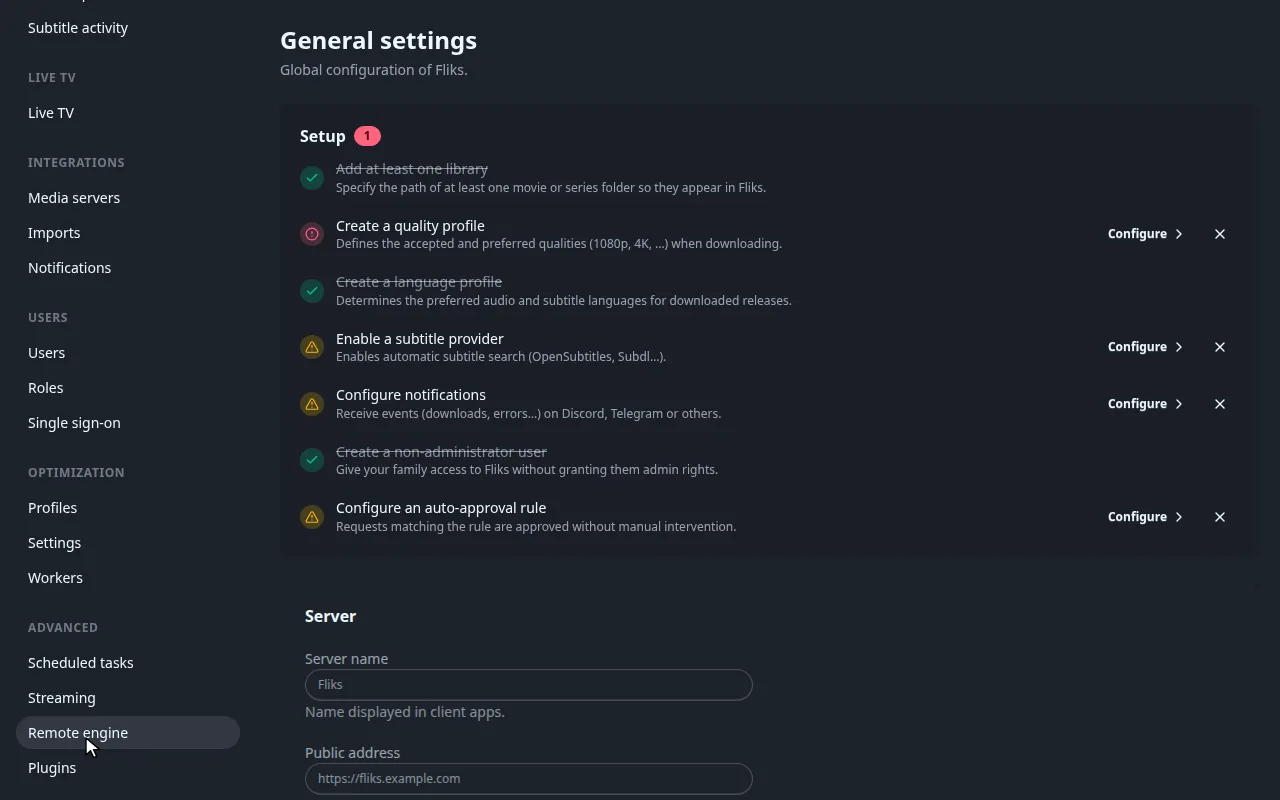 Subtitle activity
LIVE TV
Live TV
INTEGRATIONS
Media servers
Imports
Notifications
USERS
Users
Roles
Single sign-on
OPTIMIZATION
Profiles
Settings
Workers
ADVANCED
Scheduled tasks
Streaming
Remote engine
Plugins
General settings
Global configuration of Fliks.
Setup 1
Add at least one library
Specify the path of at least one movie or series folder so they appear in Fliks.
Create a quality profile
Defines the accepted and preferred qualities (1080p, 4K, ...) when downloading.
Configure
Create a language profile
Determines the preferred audio and subtitle languages for downloaded releases.
Enable a subtitle provider
Enables automatic subtitle search (OpenSubtitles, Subdl...).
Configure
Configure notifications
Receive events (downloads, errors...) on Discord, Telegram or others.
Configure
Create a non-administrator user
Give your family access to Fliks without granting them admin rights.
Configure an auto-approval rule
Requests matching the rule are approved without manual intervention.
Configure
Server
Server name
Fliks
Name displayed in client apps.
Public address
https://fliks.example.com